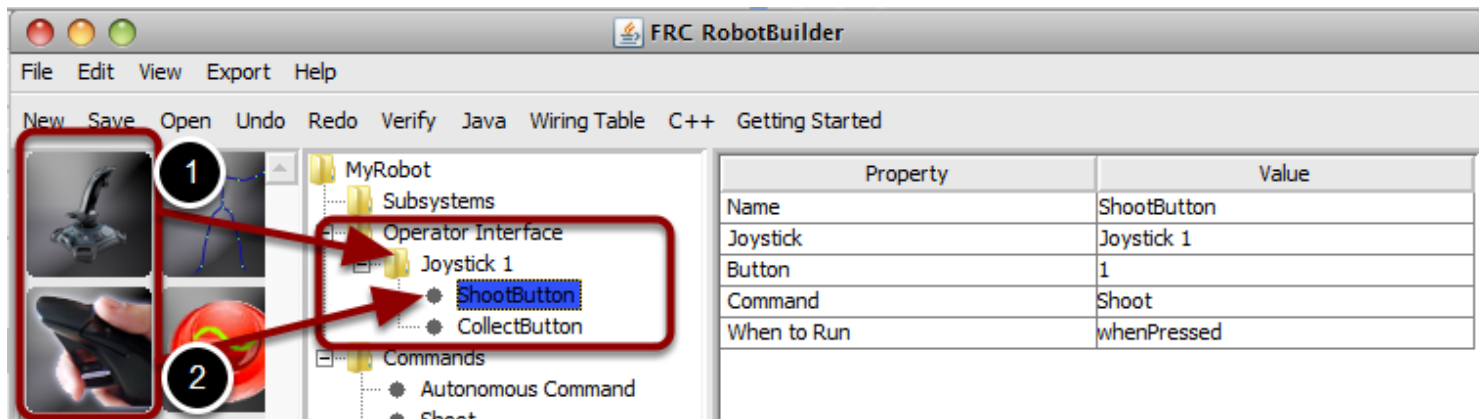 FRC RobotBuilder
File Edit View Export Help
New Save Open Undo Redo Verify Java Wiring Table C++ Getting Started
1
2
MyRobot
Subsystems
Operator Interface
Joystick 1
ShootButton
CollectButton
Commands
Autonomous Command
Shoot
Property Value
Name ShootButton
Joystick Joystick 1
Button 1
Command Shoot
When to Run whenPressed